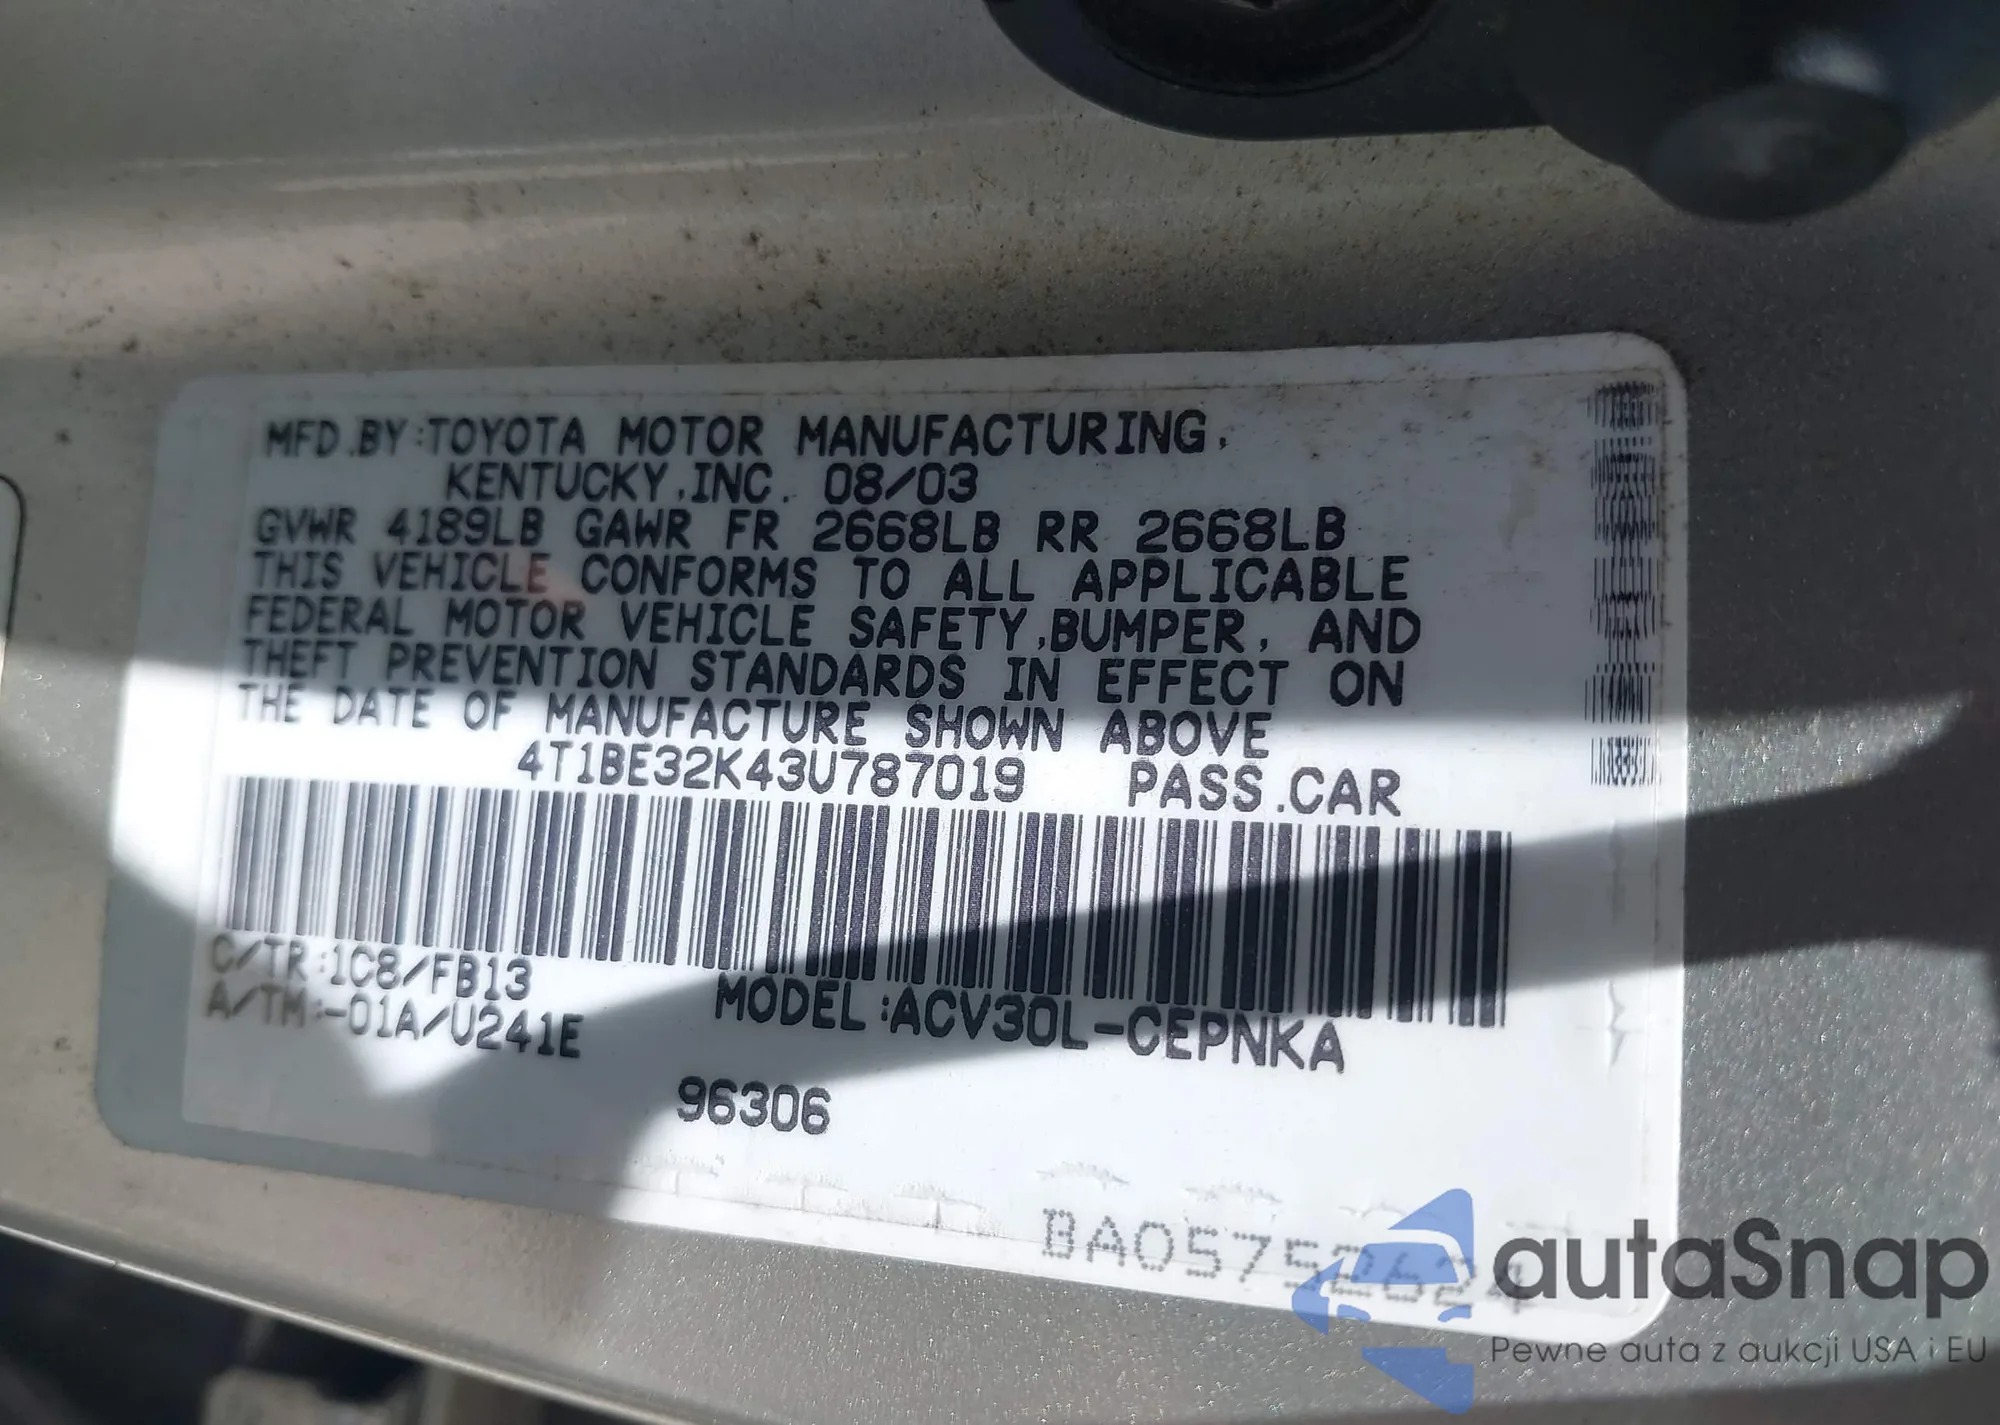 MFD.BY:TOYOTA MOTOR MANUFACTURING,
KENTUCKY,INC. 08/03
GVWR 4189LB GAWR FR 2668LB RR 2668LB
THIS VEHICLE CONFORMS TO ALL APPLICABLE
FEDERAL MOTOR VEHICLE SAFETY,BUMPER, AND
THEFT PREVENTION STANDARDS IN EFFECT ON
THE DATE OF MANUFACTURE SHOWN ABOVE
4T1BE32K43U787019 PASS.CAR
C/TR:1C8/FB13
A/TM:-01A/U241E
MODEL:ACV30L-CEPNKA
96306
BA05752624
autaSnap
Pewne auta z aukcji USA i EU